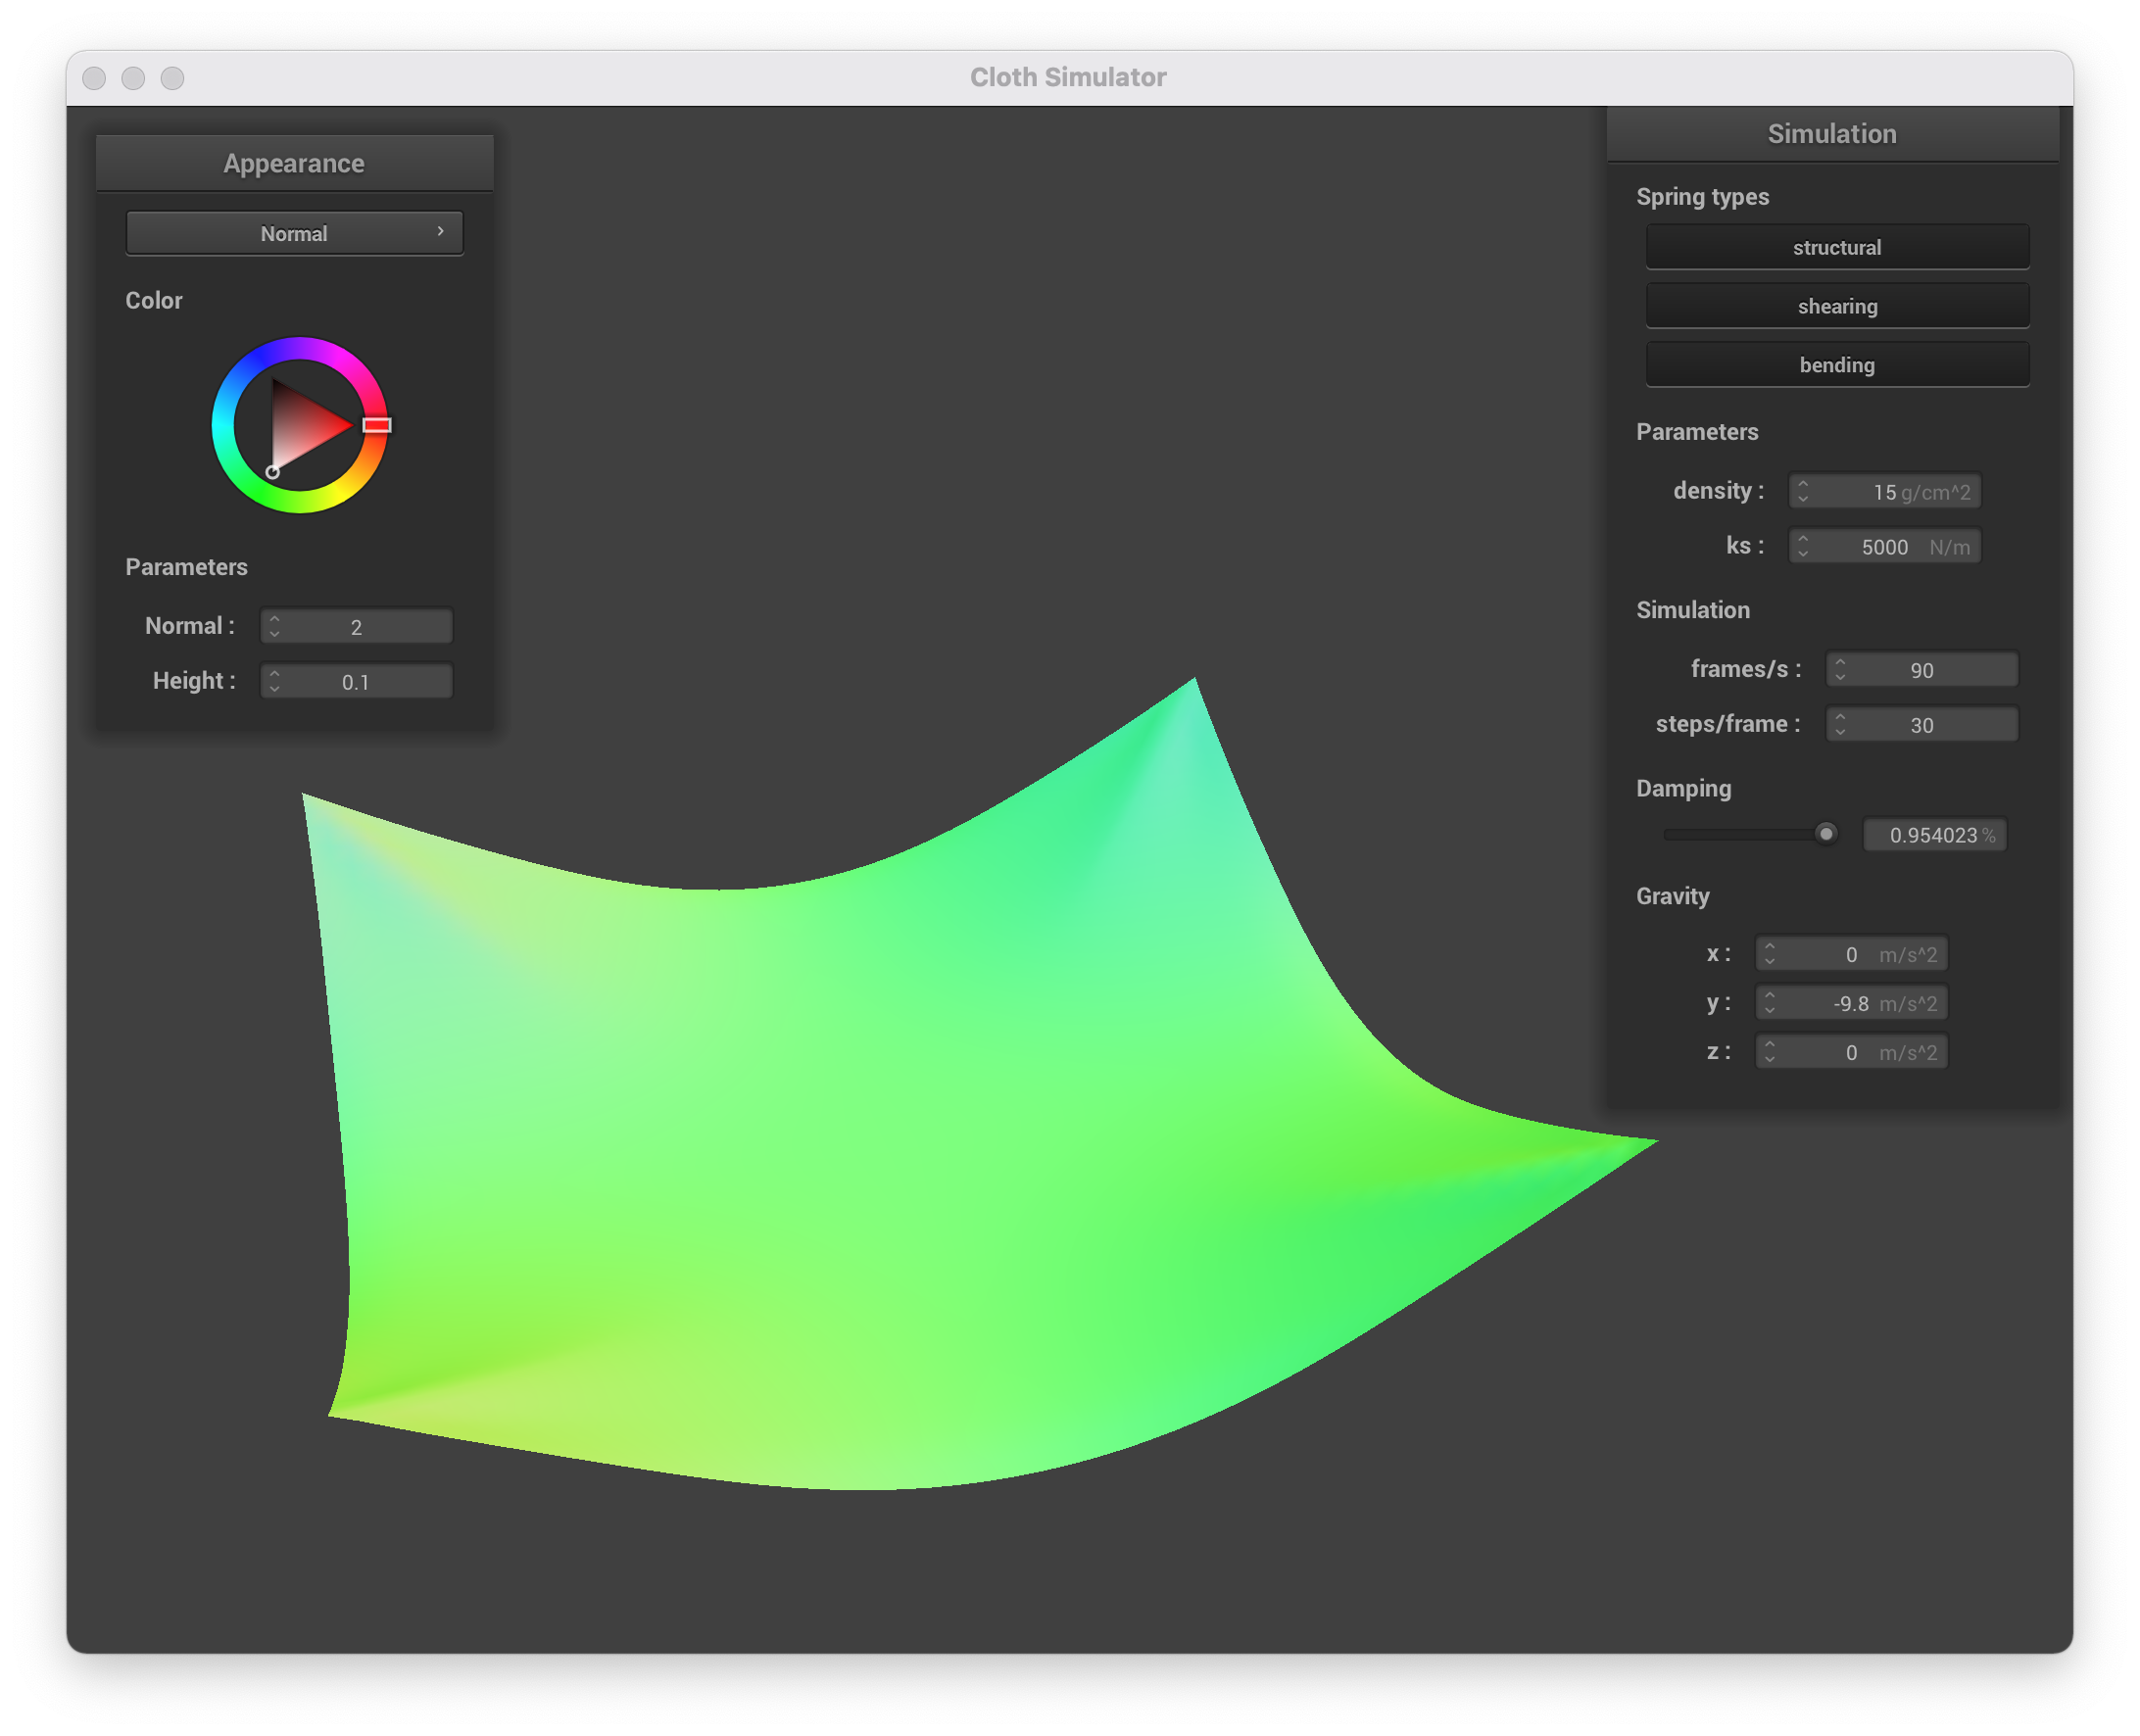 Cloth Simulator
Appearance
Normal
Color
Parameters
Normal : 2
Height : 0.1
Simulation
Spring types
structural
shearing
bending
Parameters
density : 15 g/cm^2
ks : 5000 N/m
Simulation
frames/s : 90
steps/frame : 30
Damping
0.954023 %
Gravity
x : 0 m/s^2
y : -9.8 m/s^2
z : 0 m/s^2